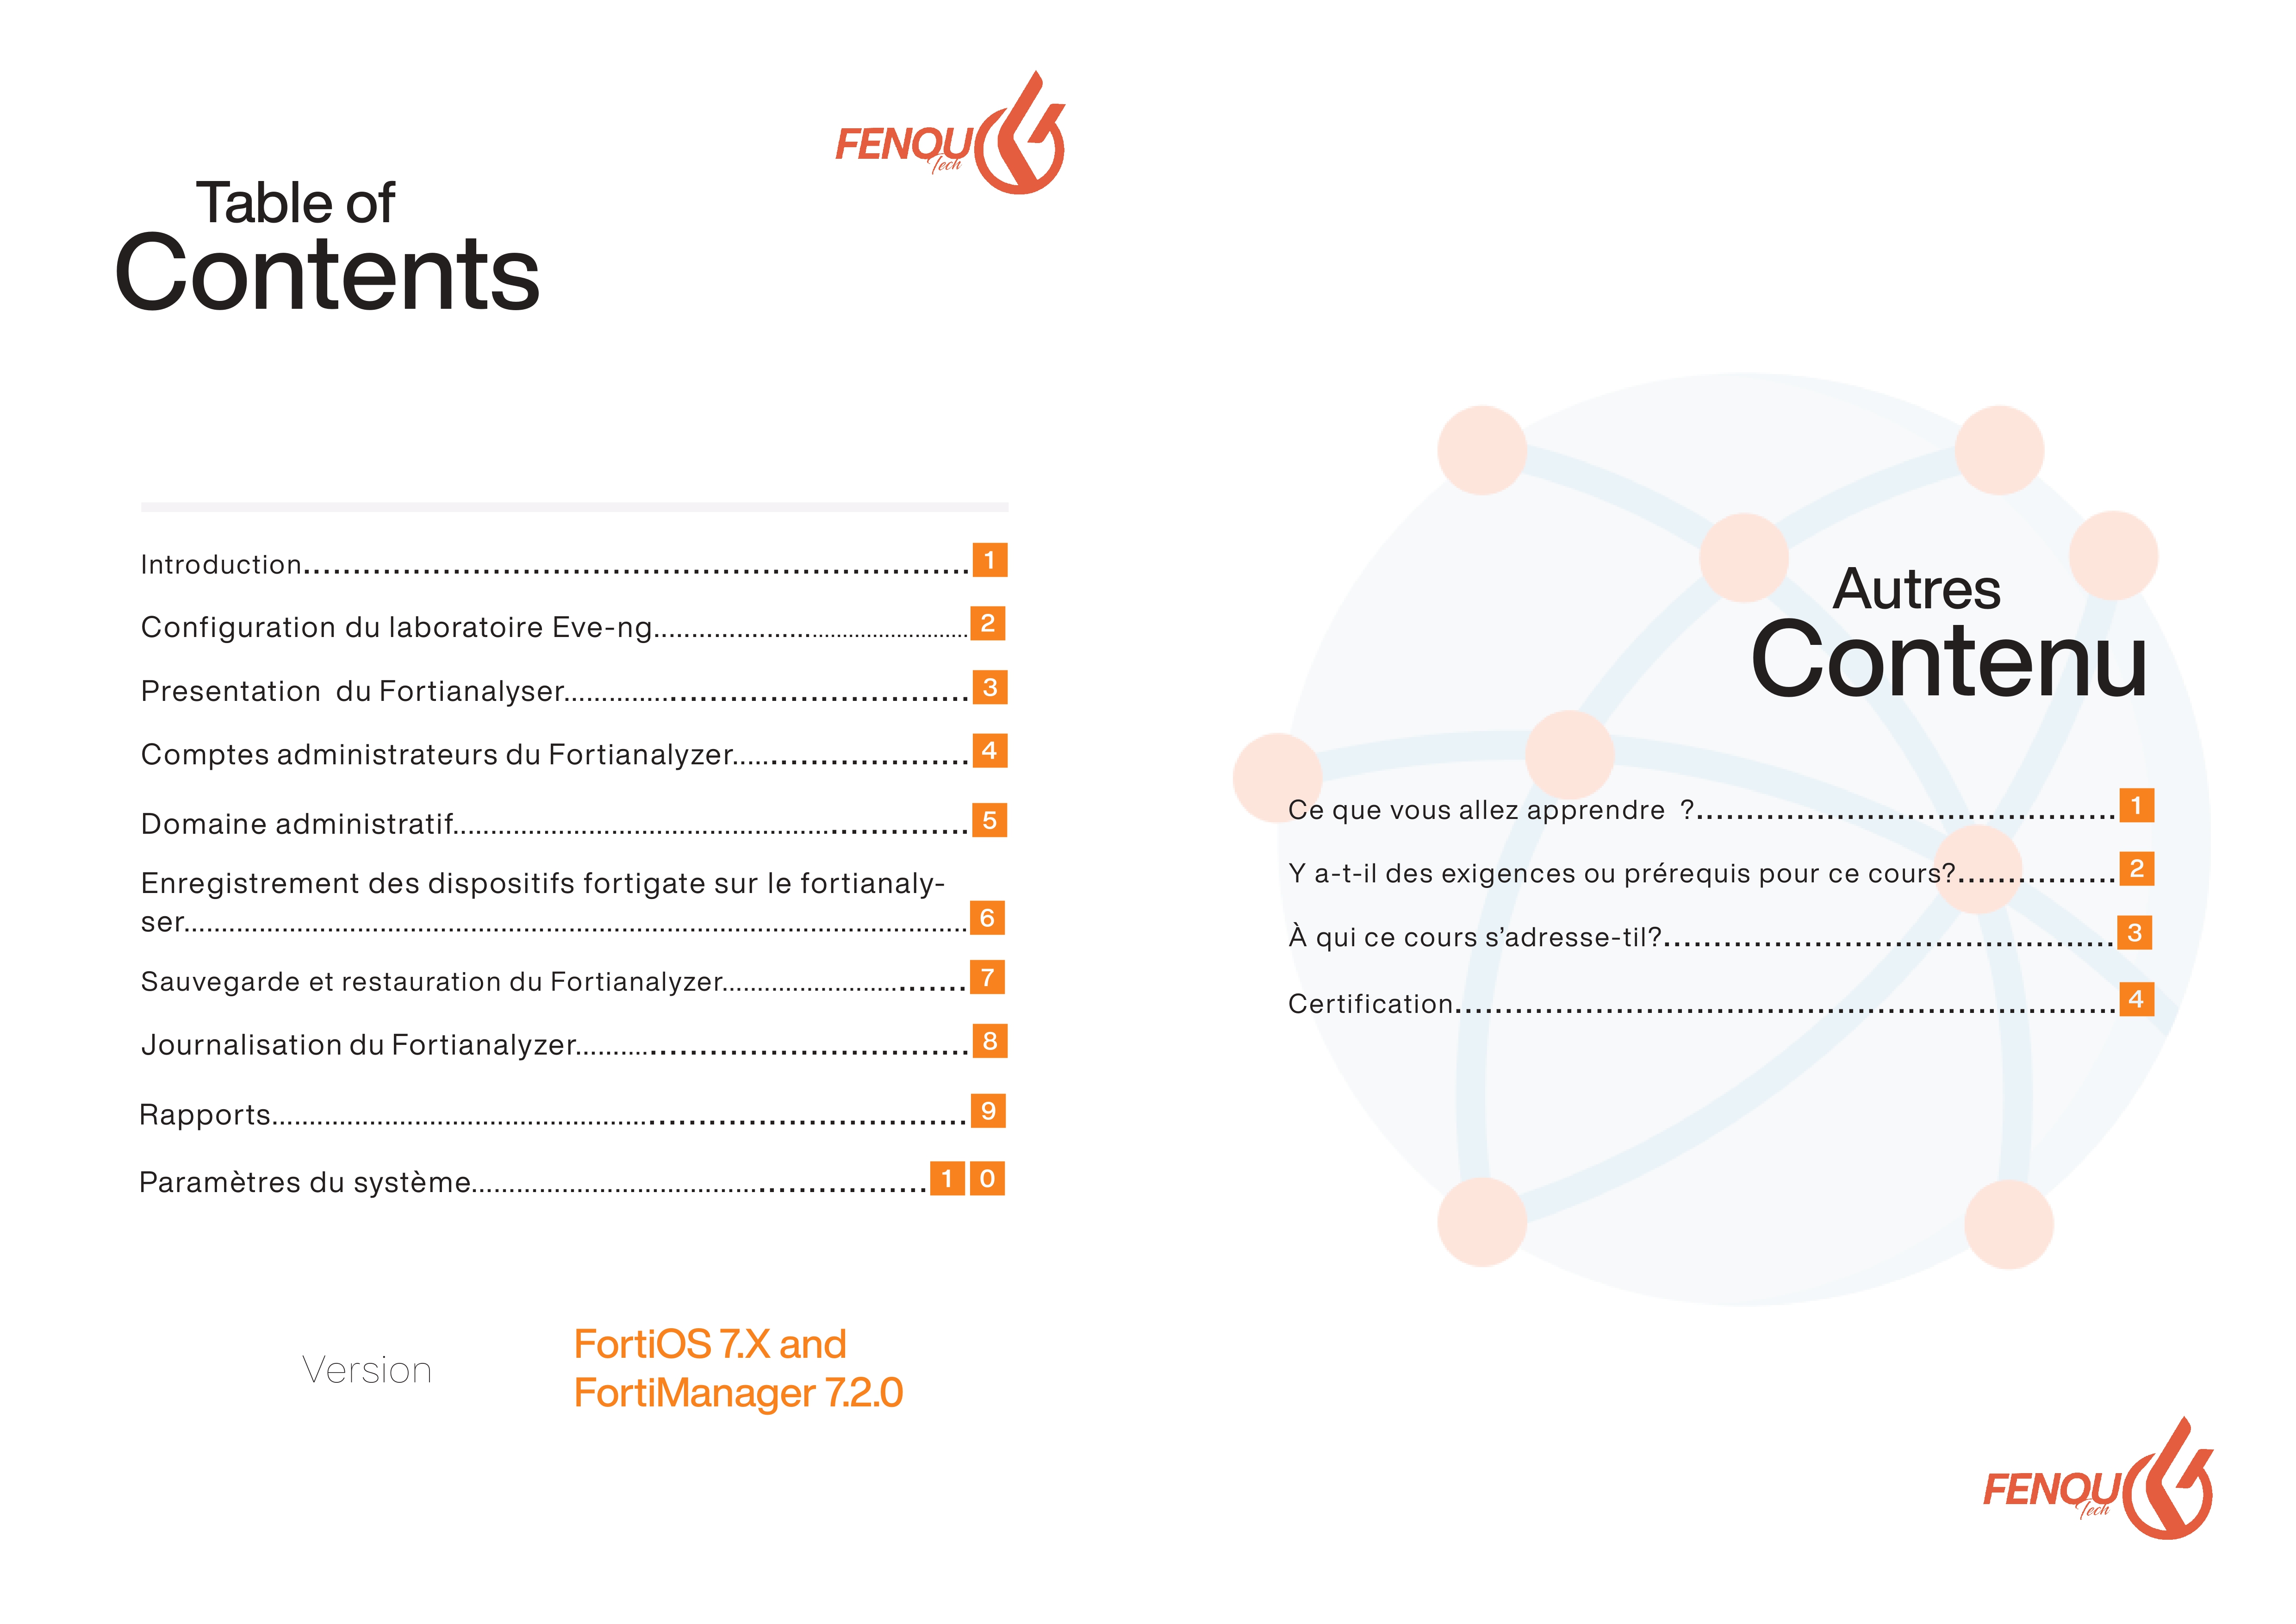 FENOU
Tech
Table of
Contents
Introduction........................................................................ 1
Configuration du laboratoire Eve-ng.......................................... 2
Presentation  du Fortianalyser.......................................... 3
Comptes administrateurs du Fortianalyzer......................... 4
Domaine administratif................................................................ 5
Enregistrement des dispositifs fortigate sur le fortianaly-
ser........................................................................................................ 6
Sauvegarde et restauration du Fortianalyzer.............................. 7
Journalisation du Fortianalyzer.......................................... 8
Rapports............................................................................ 9
Paramètres du système........................................................ 1 0
Version
FortiOS 7.X and
FortiManager 7.2.0
Autres
Contenu
Ce que vous allez apprendre  ?.......................................... 1
Y a-t-il des exigences ou prérequis pour ce cours?................ 2
À qui ce cours s’adresse-til?............................................. 3
Certification.................................................................. 4
FENOU
Tech